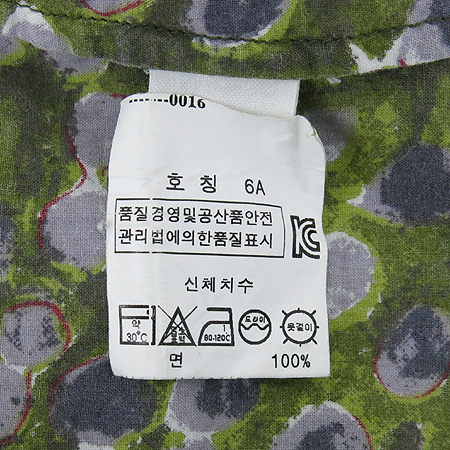 0016
호 칭 6A
품질경영및공산품안전
관리법에의한품질표시
신체치수
약 30°C 80-120°C 드라이 옷걸이
면 100%